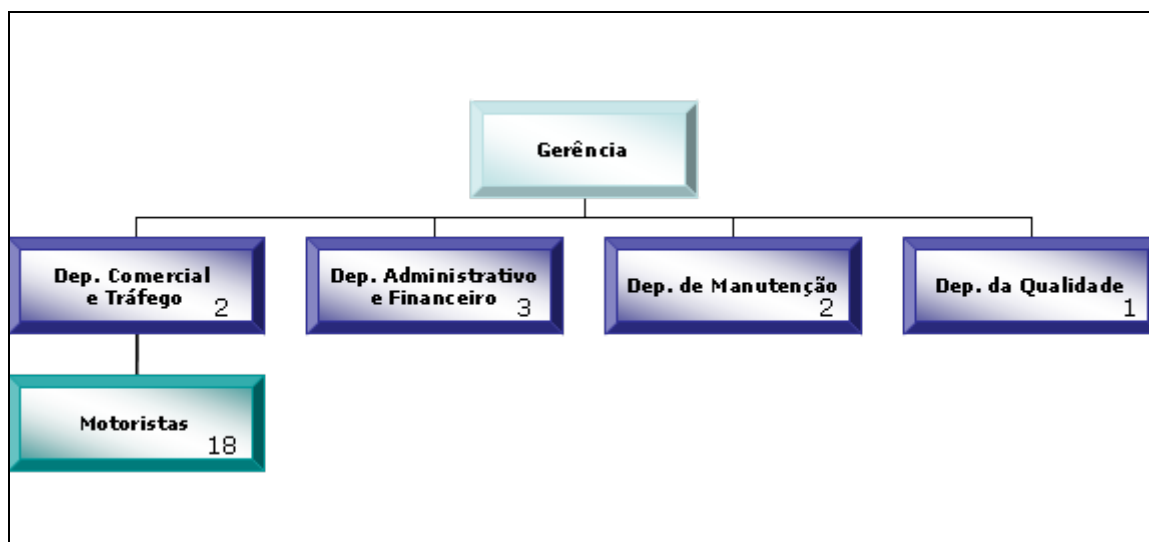 Gerência
Dep. Comercial
e Tráfego
2
Dep. Administrativo
e Financeiro
3
Dep. de Manutenção
2
Dep. da Qualidade
1
Motoristas
18